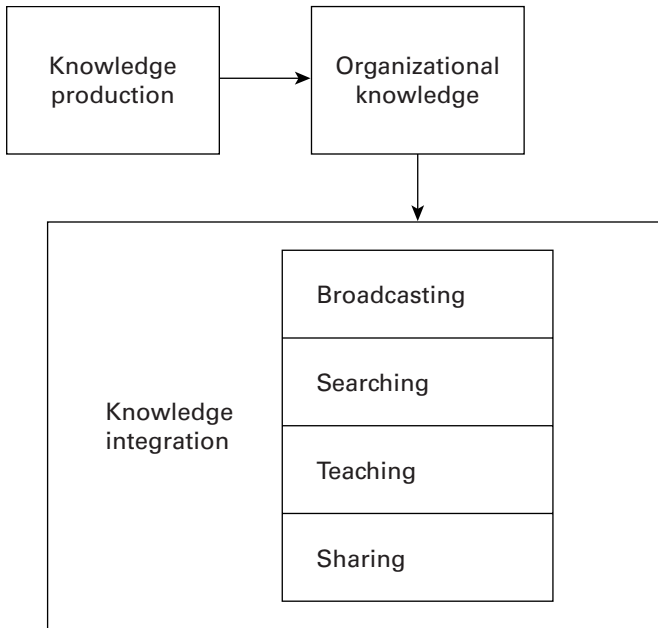 Knowledge
production
Organizational
knowledge
Broadcasting
Searching
Knowledge
integration
Teaching
Sharing